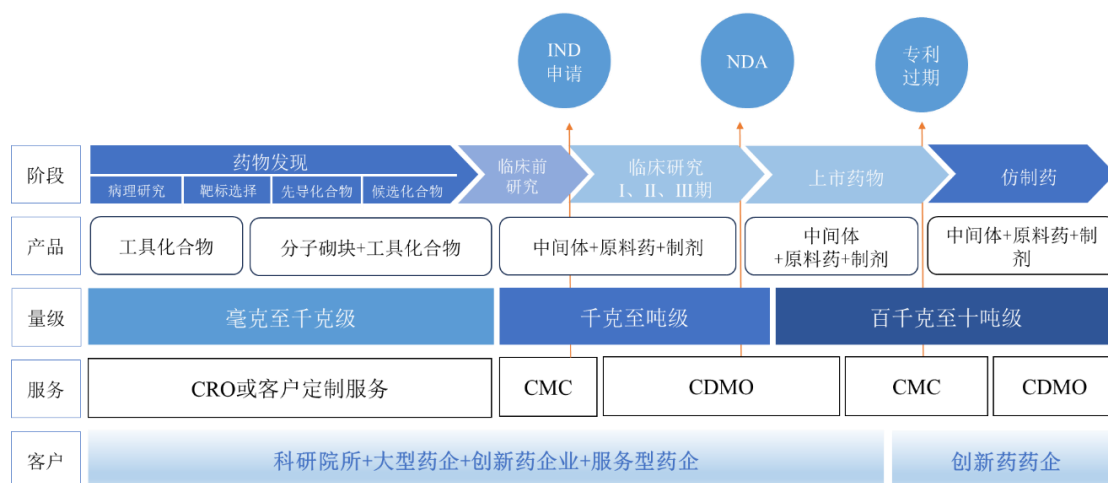 IND
申请
NDA
专利
过期
阶段
药物发现
病理研究
靶标选择
先导化合物
候选化合物
临床前
研究
临床研究
I、II、III期
上市药物
仿制药
产品
工具化合物
分子砌块+工具化合物
中间体+原料药+制剂
中间体
+原料药+制剂
中间体+原料药+制
剂
量级
毫克至千克级
千克至吨级
百千克至十吨级
服务
CRO或客户定制服务
CMC
CDMO
CMC
CDMO
客户
科研院所+大型药企+创新药企业+服务型药企
创新药药企